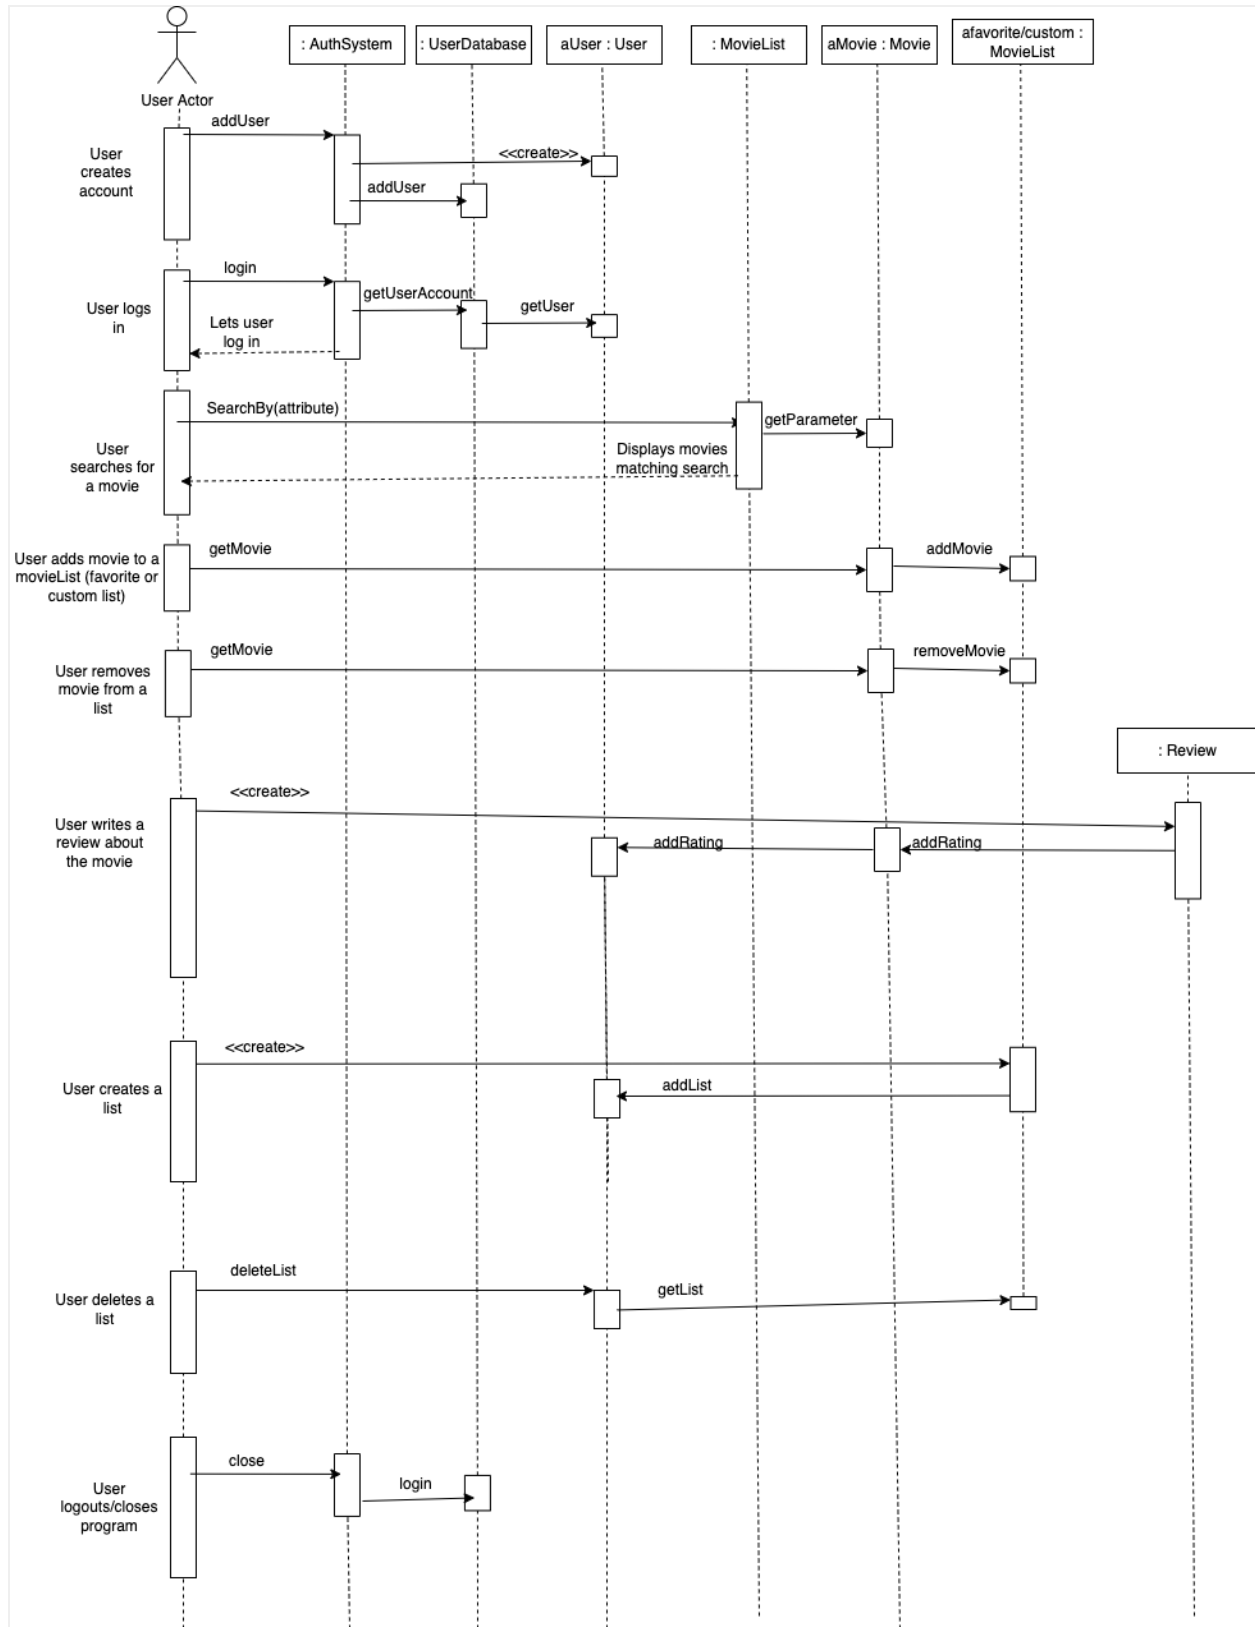 User Actor
: AuthSystem
: UserDatabase
aUser : User
: MovieList
aMovie : Movie
afavorite/custom :
MovieList
User
creates
account
addUser
<<create>>
addUser
User logs
in
login
getUserAccount
getUser
Lets user
log in
User
searches for
a movie
SearchBy(attribute)
getParameter
Displays movies
matching search
User adds movie to a
movieList (favorite or
custom list)
getMovie
addMovie
User removes
movie from a
list
getMovie
removeMovie
: Review
User writes a
review about
the movie
<<create>>
addRating
addRating
User creates a
list
<<create>>
addList
User deletes a
list
deleteList
getList
User
logouts/closes
program
close
login